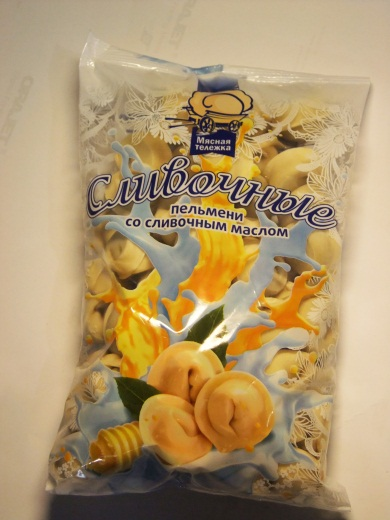 Мясная
тележка
Сливочные
пельмени
со сливочным маслом